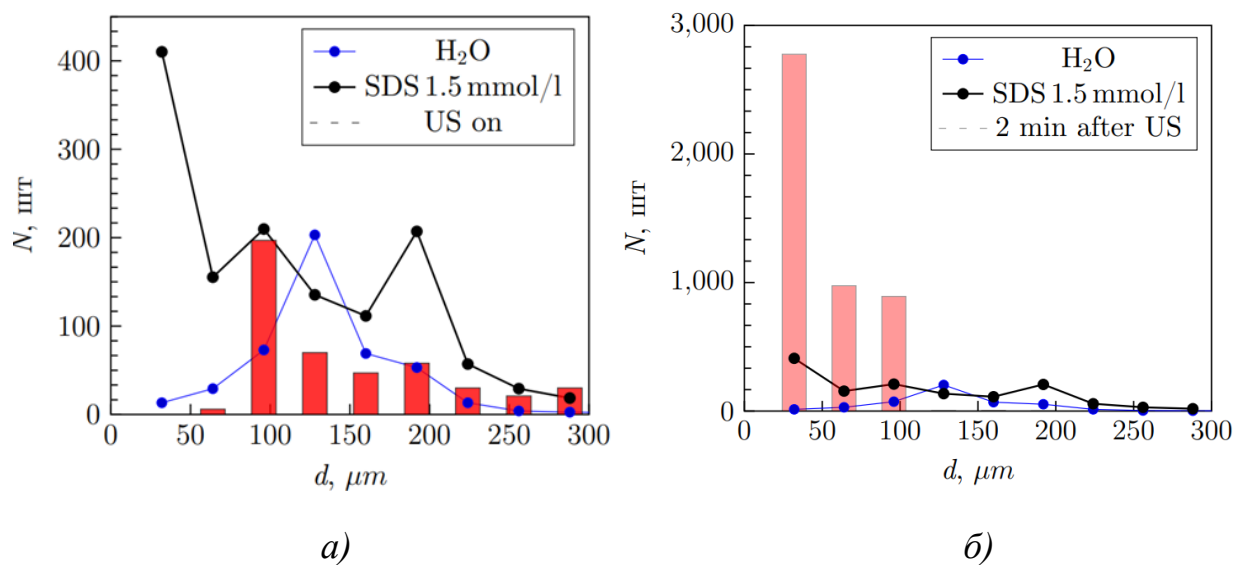 400
300
200
100
0
N, шт
0 50 100 150 200 250 300
d, μm
H₂O
SDS 1.5 mmol/l
US on
а)
3,000
2,000
1,000
0
N, шт
0 50 100 150 200 250 300
d, μm
H₂O
SDS 1.5 mmol/l
2 min after US
б)